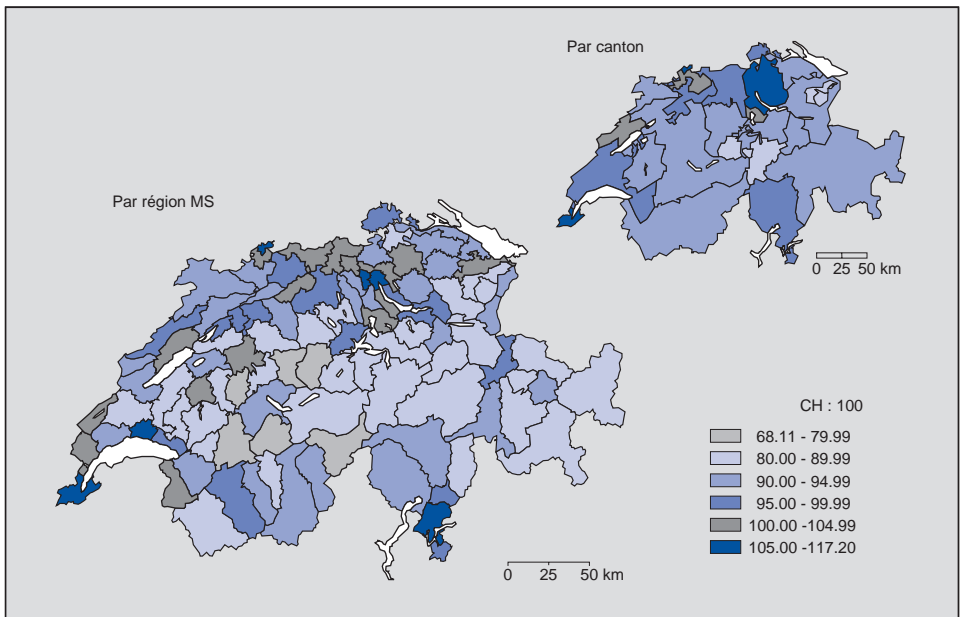 Par canton
0 25 50 km
Par région MS
CH : 100
68.11 - 79.99
80.00 - 89.99
90.00 - 94.99
95.00 - 99.99
100.00 -104.99
105.00 -117.20
0 25 50 km